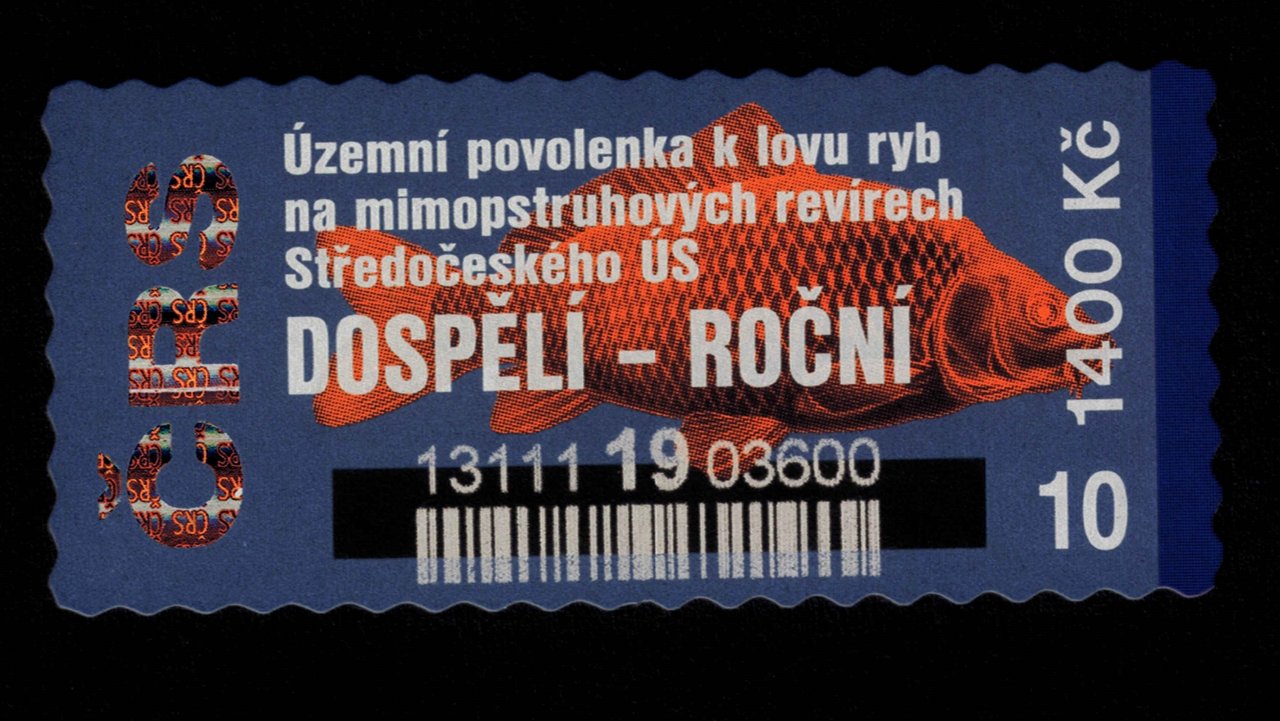 ČRS
Územní povolenka k lovu ryb
na mimopstruhových revírech
Středočeského ÚS
DOSPĚLÍ – ROČNÍ
13111 19 03600
1400 Kč
10